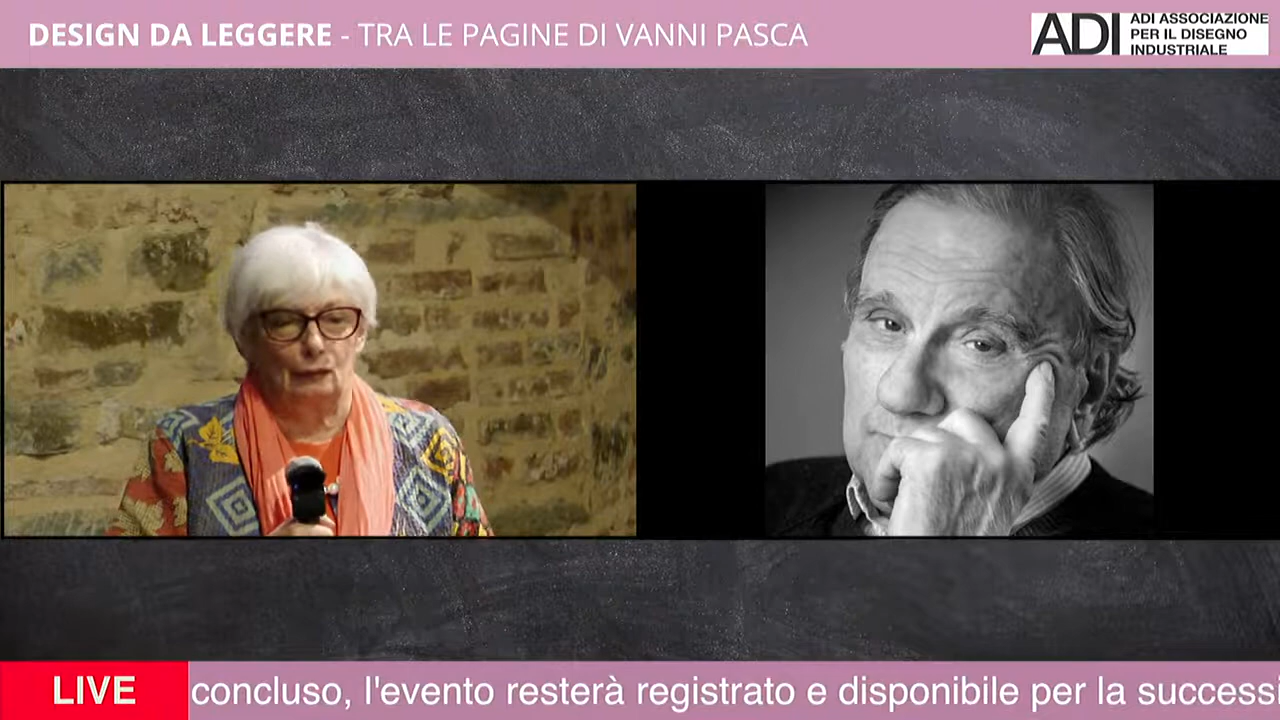 DESIGN DA LEGGERE - TRA LE PAGINE DI VANNI PASCA
ADI
ADI ASSOCIAZIONE
PER IL DISEGNO
INDUSTRIALE
LIVE
concluso, l'evento resterà registrato e disponibile per la successi